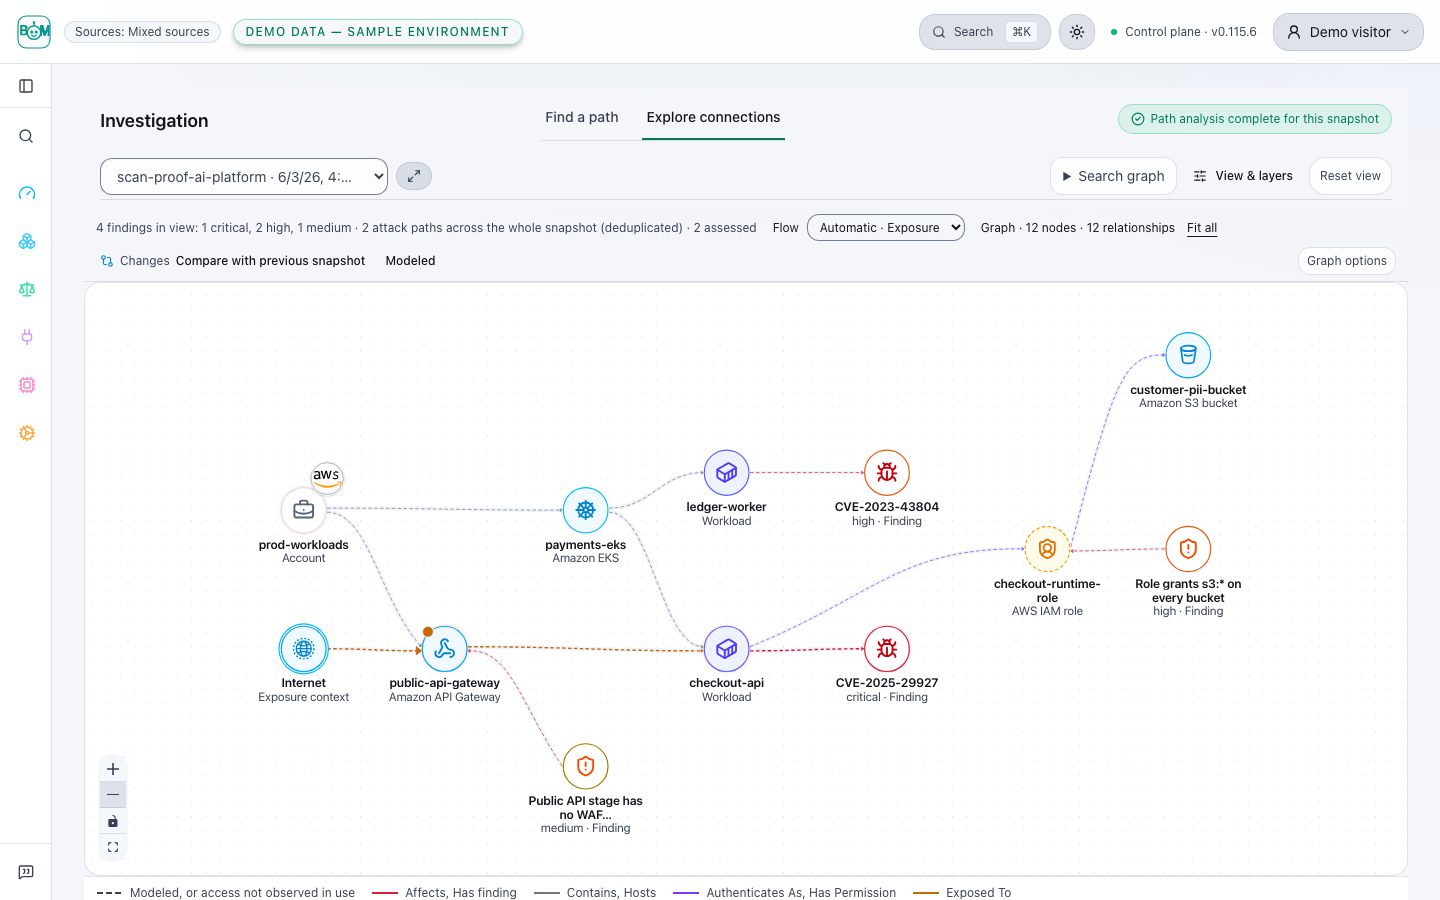 BOM
Sources: Mixed sources
DEMO DATA — SAMPLE ENVIRONMENT
Search ⌘K
Control plane · v0.115.6
Demo visitor
Investigation
Find a path
Explore connections
Path analysis complete for this snapshot
scan-proof-ai-platform · 6/3/26, 4:...
Search graph
View & layers
Reset view
4 findings in view: 1 critical, 2 high, 1 medium · 2 attack paths across the whole snapshot (deduplicated) · 2 assessed
Flow
Automatic · Exposure
Graph · 12 nodes · 12 relationships
Fit all
Changes
Compare with previous snapshot
Modeled
Graph options
customer-pii-bucket
Amazon S3 bucket
aws
prod-workloads
Account
payments-eks
Amazon EKS
ledger-worker
Workload
CVE-2023-43804
high · Finding
checkout-runtime-
role
AWS IAM role
Role grants s3:* on
every bucket
high · Finding
Internet
Exposure context
public-api-gateway
Amazon API Gateway
checkout-api
Workload
CVE-2025-29927
critical · Finding
Public API stage has
no WAF...
medium · Finding
Modeled, or access not observed in use
Affects, Has finding
Contains, Hosts
Authenticates As, Has Permission
Exposed To